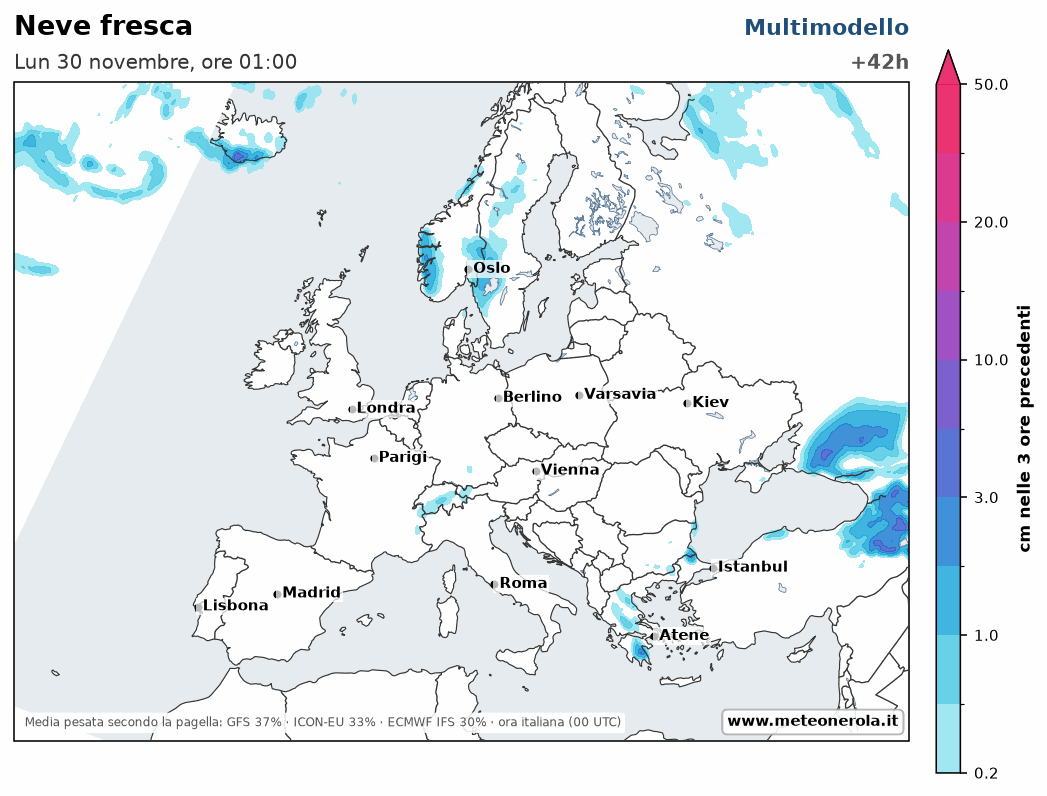 Neve fresca
Multimodello
Lun 30 novembre, ore 01:00
+42h
50.0
20.0
10.0
3.0
1.0
0.2
cm nelle 3 ore precedenti
Oslo
Berlino
Varsavia
Kiev
Londra
Parigi
Vienna
Istanbul
Roma
Madrid
Lisbona
Atene
Media pesata secondo la pagella: GFS 37% · ICON-EU 33% · ECMWF IFS 30% · ora italiana (00 UTC)
www.meteonerola.it